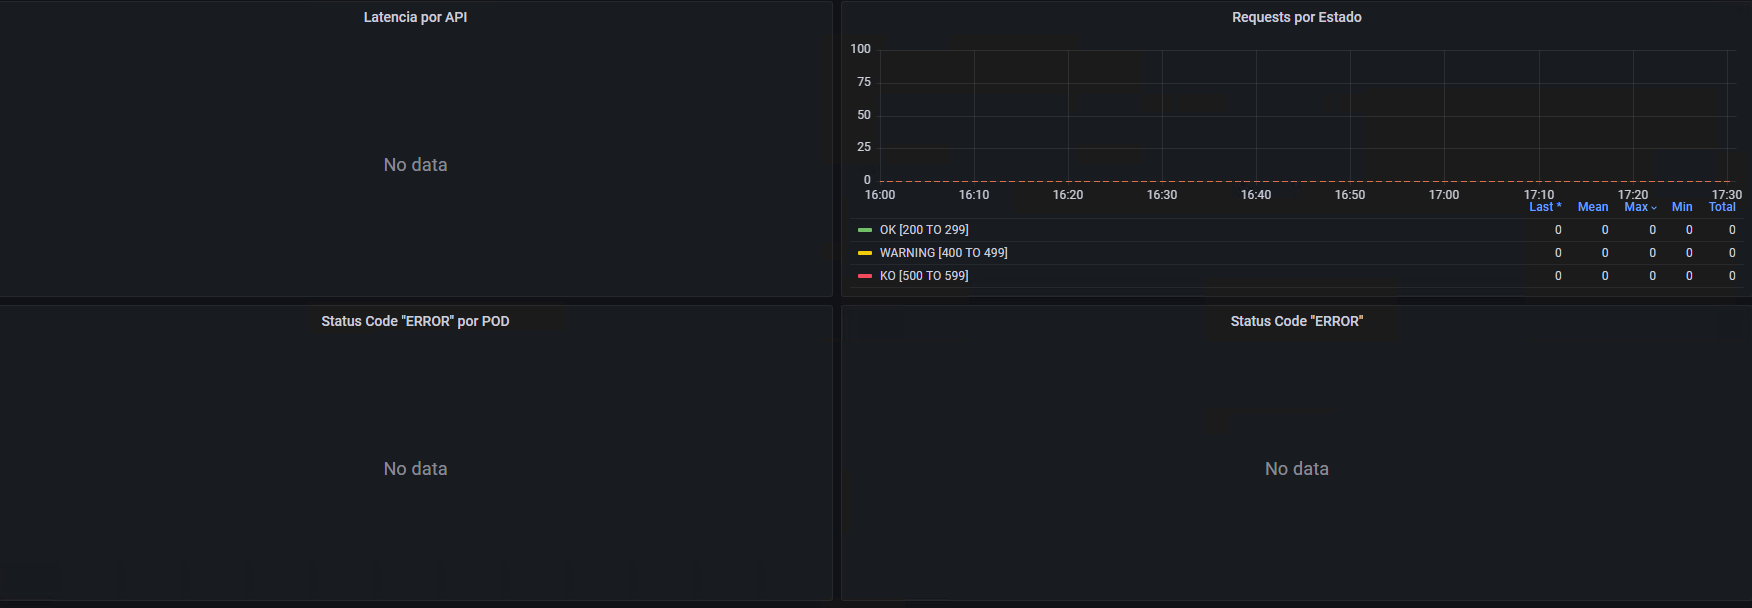 Latencia por API
No data
Requests por Estado
100
75
50
25
0
16:00 16:10 16:20 16:30 16:40 16:50 17:00 17:10 17:20 17:30
Last * Mean Max Min Total
OK [200 TO 299] 0 0 0 0 0
WARNING [400 TO 499] 0 0 0 0 0
KO [500 TO 599] 0 0 0 0 0
Status Code "ERROR" por POD
No data
Status Code "ERROR"
No data